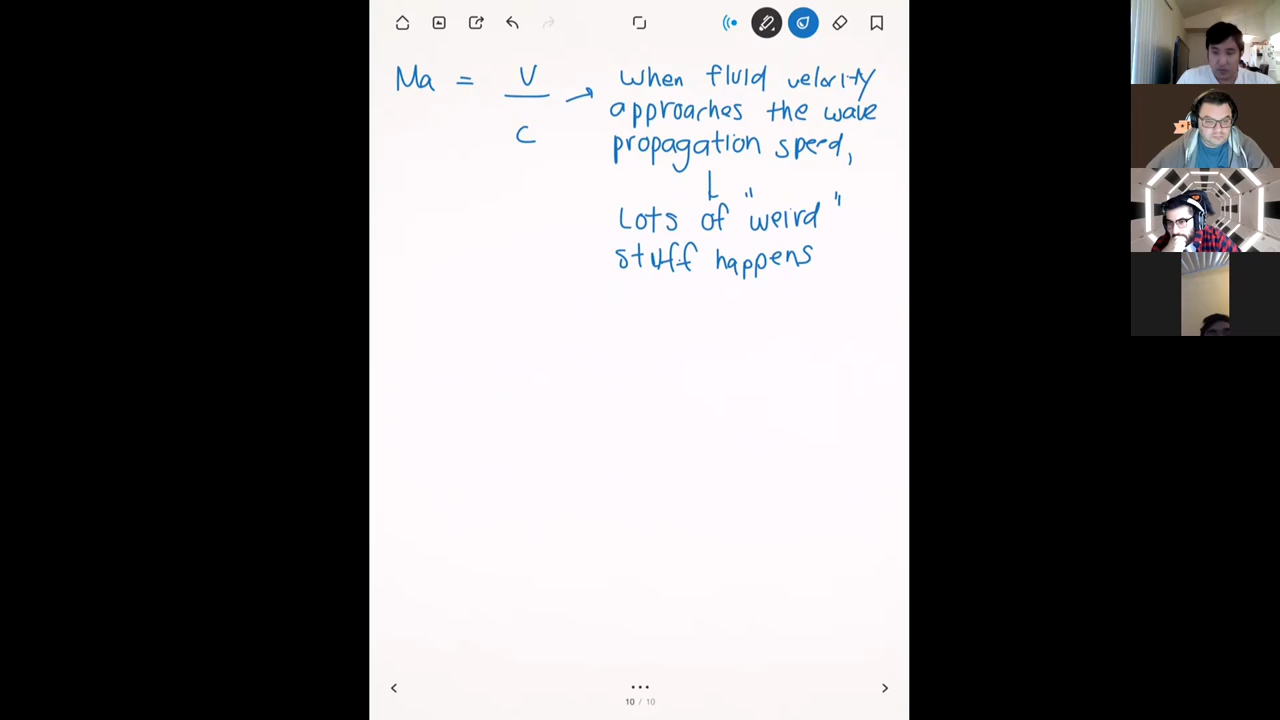 Ma = V / C → when fluid velocity
approaches the wave
propagation speed,
Lots of "weird"
stuff happens
10 / 10